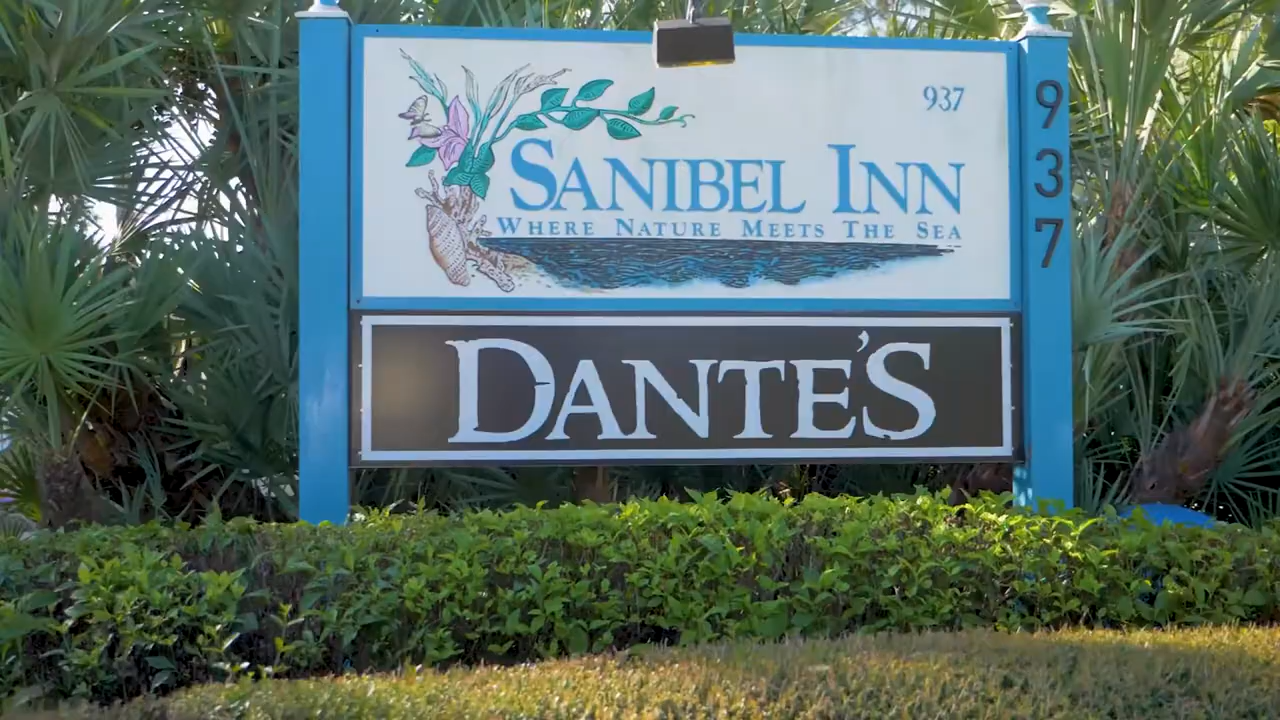 937
SANIBEL INN
WHERE NATURE MEETS THE SEA
DANTE'S
9
3
7